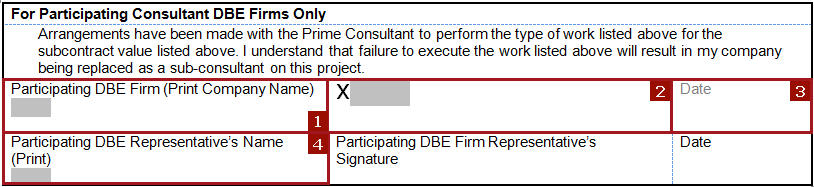 For Participating Consultant DBE Firms Only
Arrangements have been made with the Prime Consultant to perform the type of work listed above for the
subcontract value listed above. I understand that failure to execute the work listed above will result in my company
being replaced as a sub-consultant on this project.
Participating DBE Firm (Print Company Name)
1
X
2
Date
3
Participating DBE Representative's Name
(Print)
4
Participating DBE Firm Representative's
Signature
Date